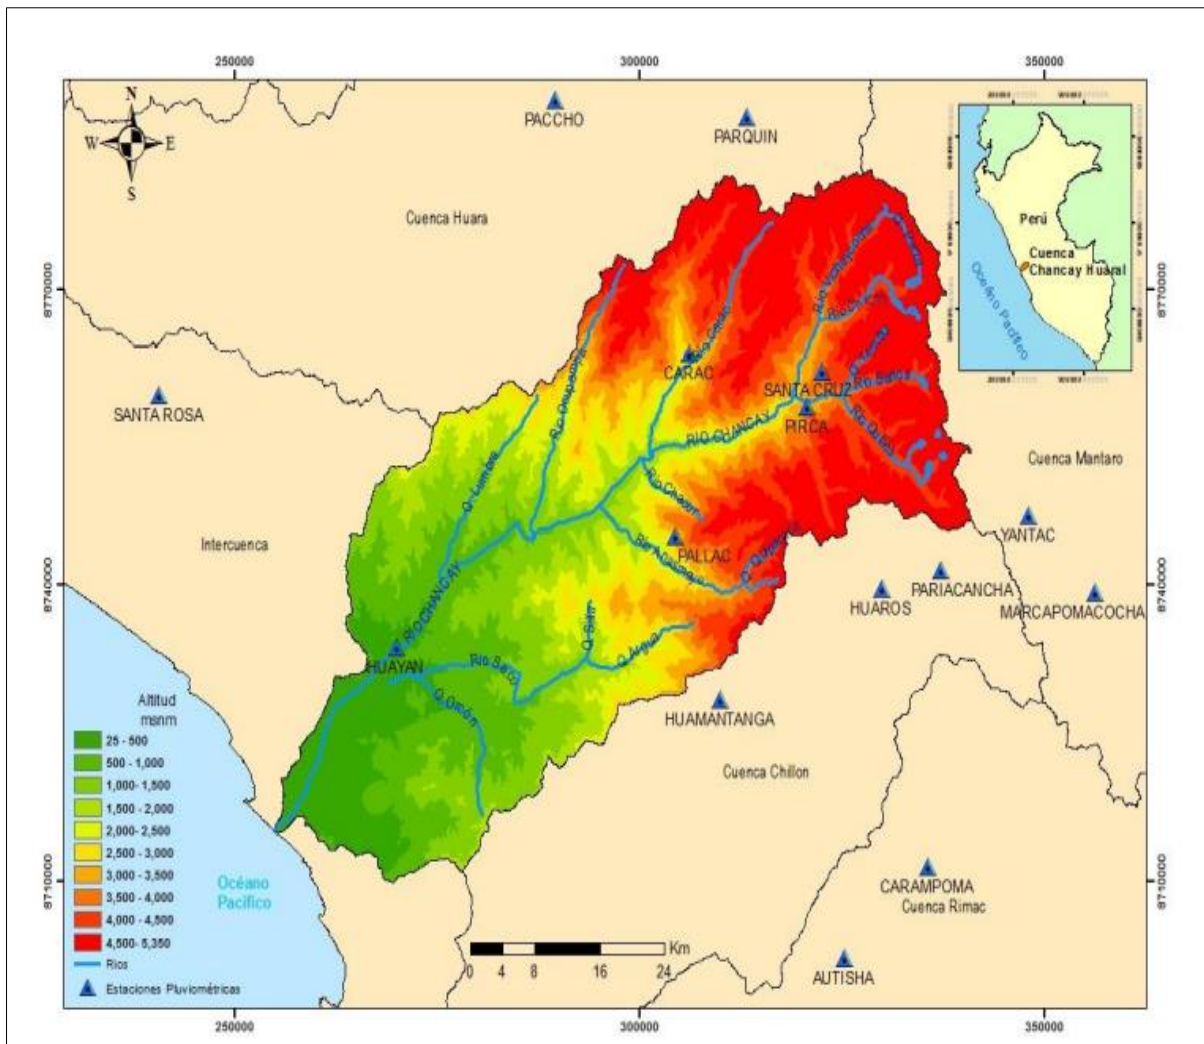 250000
300000
350000
N
W
E
S
PACCHO
PARQUIN
Cuenca Huara
Perú
Cuenca
Chancay Huaral
Océano Pacífico
8770000
8770000
CARAC
Río Carac
SANTA CRUZ
PIRCA
RIO CHANCAY
SANTA ROSA
Q. Lumbra
Cuenca Mantaro
YANTAC
Intercuenca
PALLAC
PARIACANCHA
HUAROS
MARCAPOMACOCHA
8740000
8740000
RIO CHANCAY
HUAYAN
Q. Sira
HUAMANTANGA
Cuenca Chillon
Altitud
msnm
25 - 500
500 - 1,000
1,000- 1,500
1,500 - 2,000
2,000- 2,500
2,500 - 3,000
3,000 - 3,500
3,500 - 4,000
4,000 - 4,500
4,500- 5,350
Rios
Estaciones Pluviométricas
Océano
Pacífico
8710000
8710000
CARAMPOMA
Cuenca Rimac
AUTISHA
Km
0 4 8 16 24
250000
300000
350000